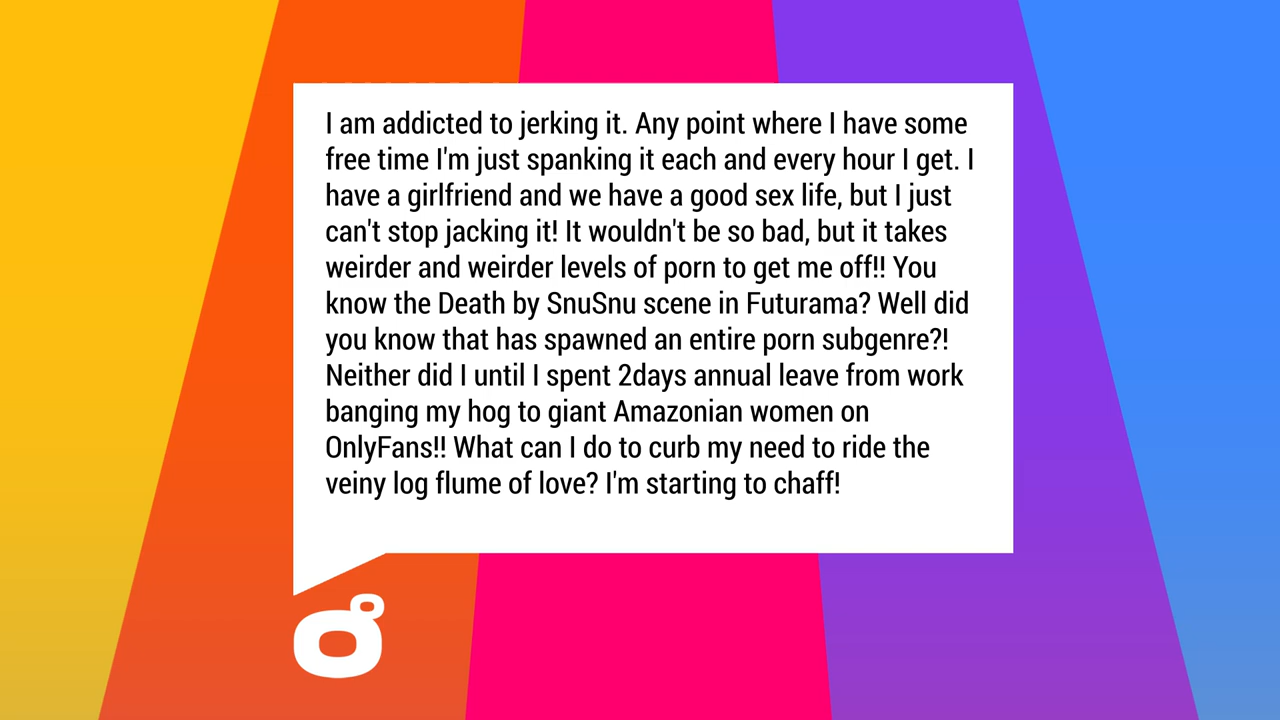 I am addicted to jerking it. Any point where I have some
free time I'm just spanking it each and every hour I get. I
have a girlfriend and we have a good sex life, but I just
can't stop jacking it! It wouldn't be so bad, but it takes
weirder and weirder levels of porn to get me off!! You
know the Death by SnuSnu scene in Futurama? Well did
you know that has spawned an entire porn subgenre?!
Neither did I until I spent 2days annual leave from work
banging my hog to giant Amazonian women on
OnlyFans!! What can I do to curb my need to ride the
veiny log flume of love? I'm starting to chaff!